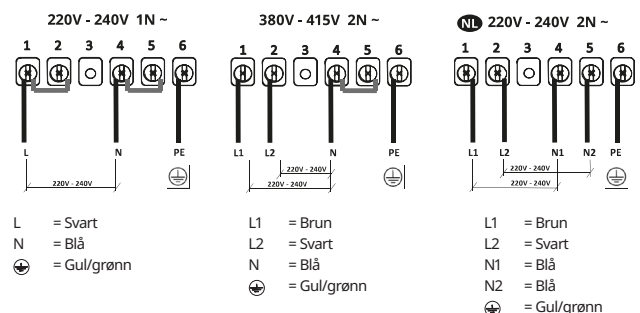 220V - 240V 1N ~
1 2 3 4 5 6
L N PE
220V - 240V
L = Svart
N = Blå
= Gul/grønn
380V - 415V 2N ~
1 2 3 4 5 6
L1 L2 N PE
220V - 240V
220V - 240V
L1 = Brun
L2 = Svart
N = Blå
= Gul/grønn
NL 220V - 240V 2N ~
1 2 3 4 5 6
L1 L2 N1 N2 PE
220V - 240V
220V - 240V
L1 = Brun
L2 = Svart
N1 = Blå
N2 = Blå
= Gul/grønn